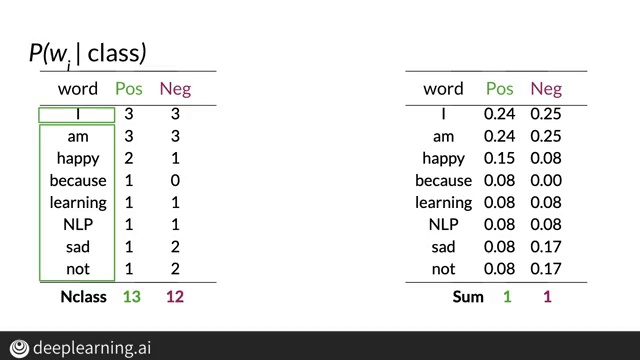 P(wi | class)
word Pos Neg
I 3 3
am 3 3
happy 2 1
because 1 0
learning 1 1
NLP 1 1
sad 1 2
not 1 2
Nclass 13 12
word Pos Neg
I 0.24 0.25
am 0.24 0.25
happy 0.15 0.08
because 0.08 0.00
learning 0.08 0.08
NLP 0.08 0.08
sad 0.08 0.17
not 0.08 0.17
Sum 1 1
deeplearning.ai